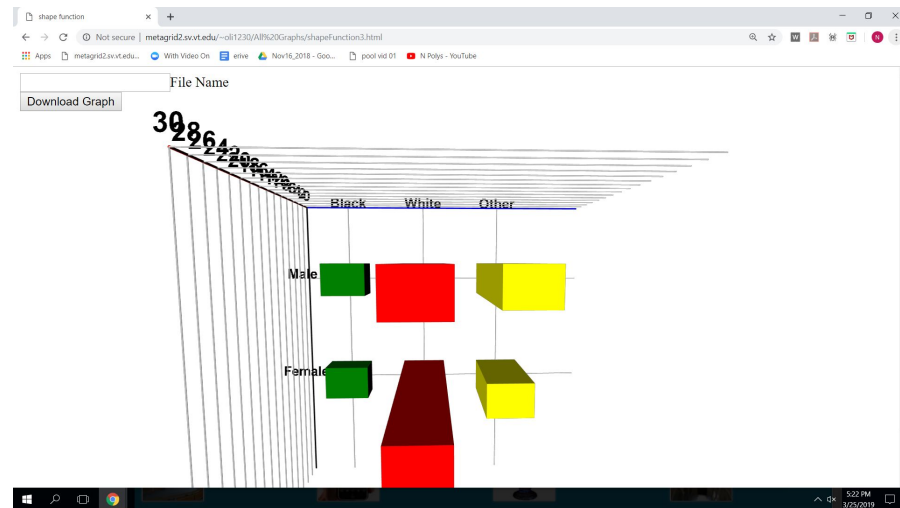 shape function
Not secure | metagrid2.sv.vt.edu/~oli1230/All%20Graphs/shapeFunction3.html
Apps metagrid2.sv.vt.edu... With Video On erive Nov16_2018 - Goo... pool vid 01 N Polys - YouTube
File Name
Download Graph
30
28
26
24
Black White Other
Male
Female
5:22 PM
3/25/2019